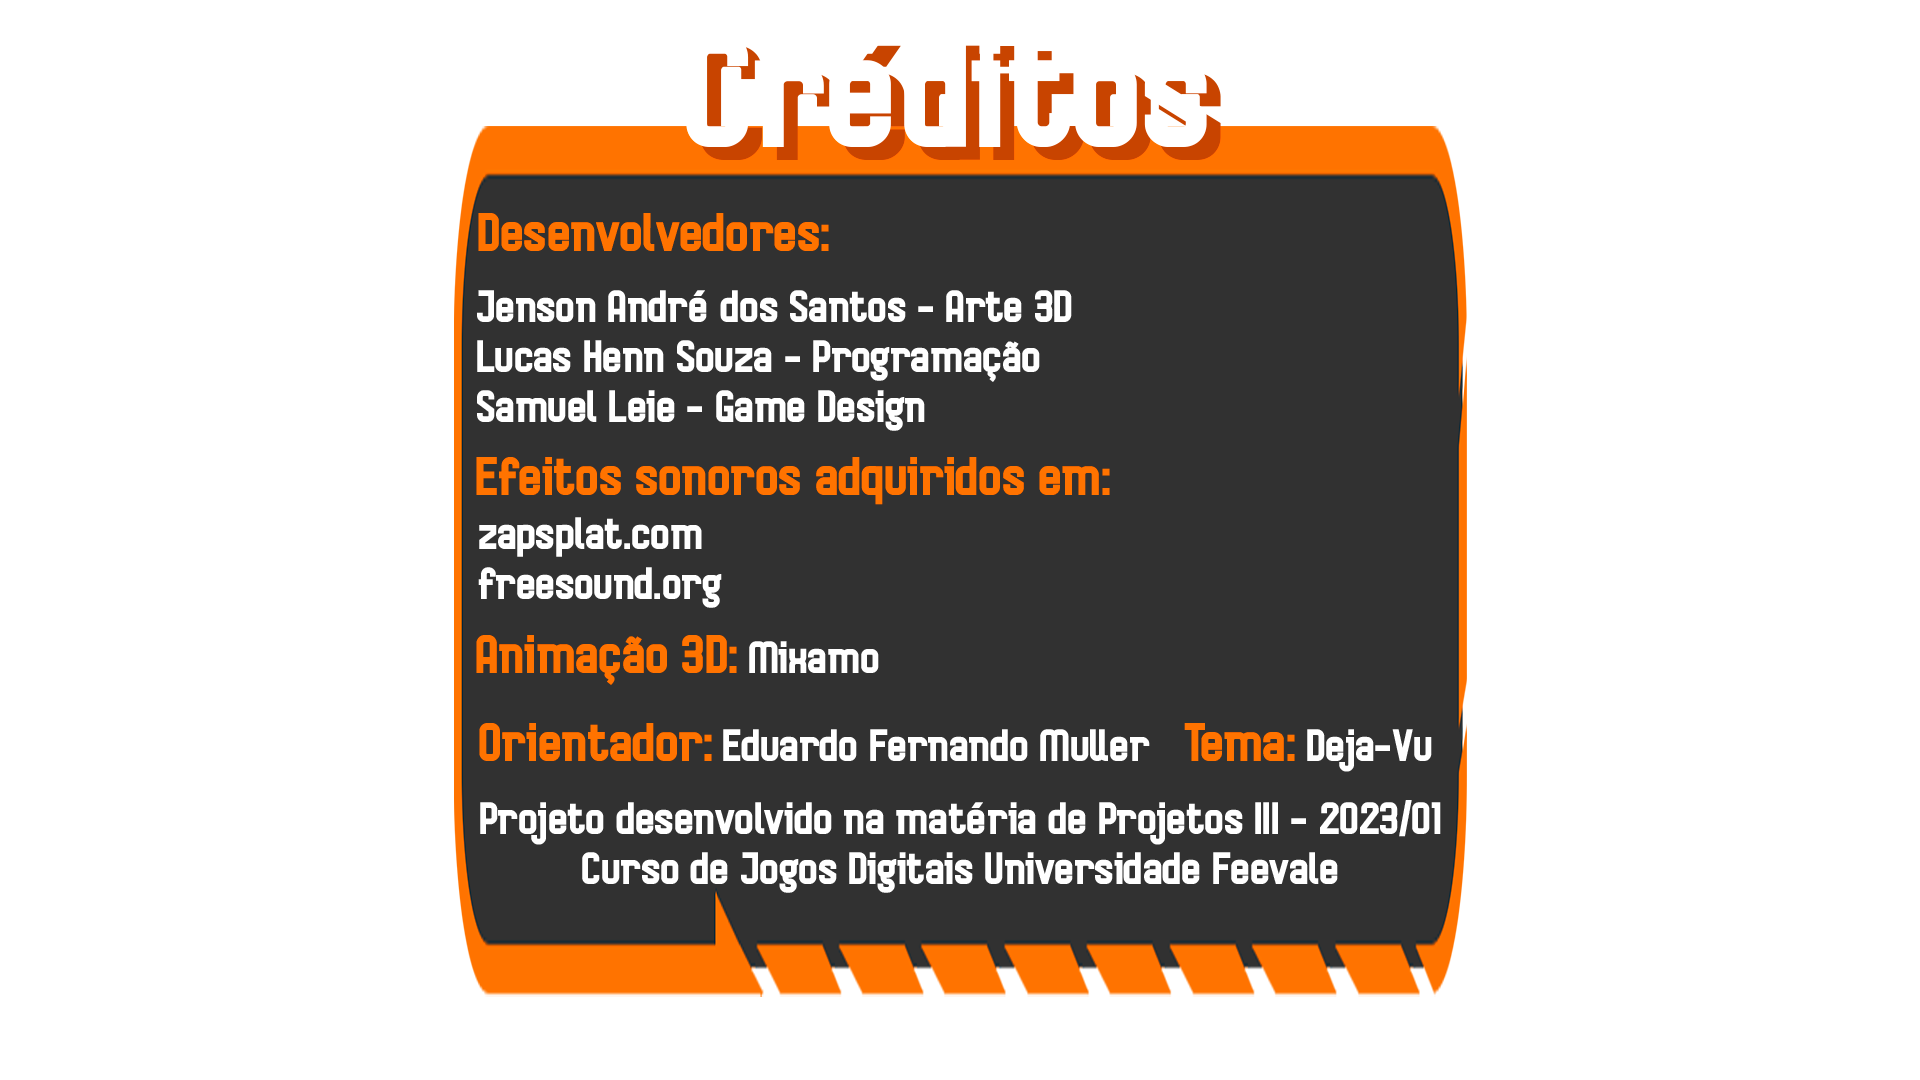 Créditos
Desenvolvedores:
Jenson André dos Santos - Arte 3D
Lucas Henn Souza - Programação
Samuel Leie - Game Design
Efeitos sonoros adquiridos em:
zapsplat.com
freesound.org
Animação 3D: Mixamo
Orientador: Eduardo Fernando Muller Tema: Deja-Vu
Projeto desenvolvido na matéria de Projetos III - 2023/01
Curso de Jogos Digitais Universidade Feevale